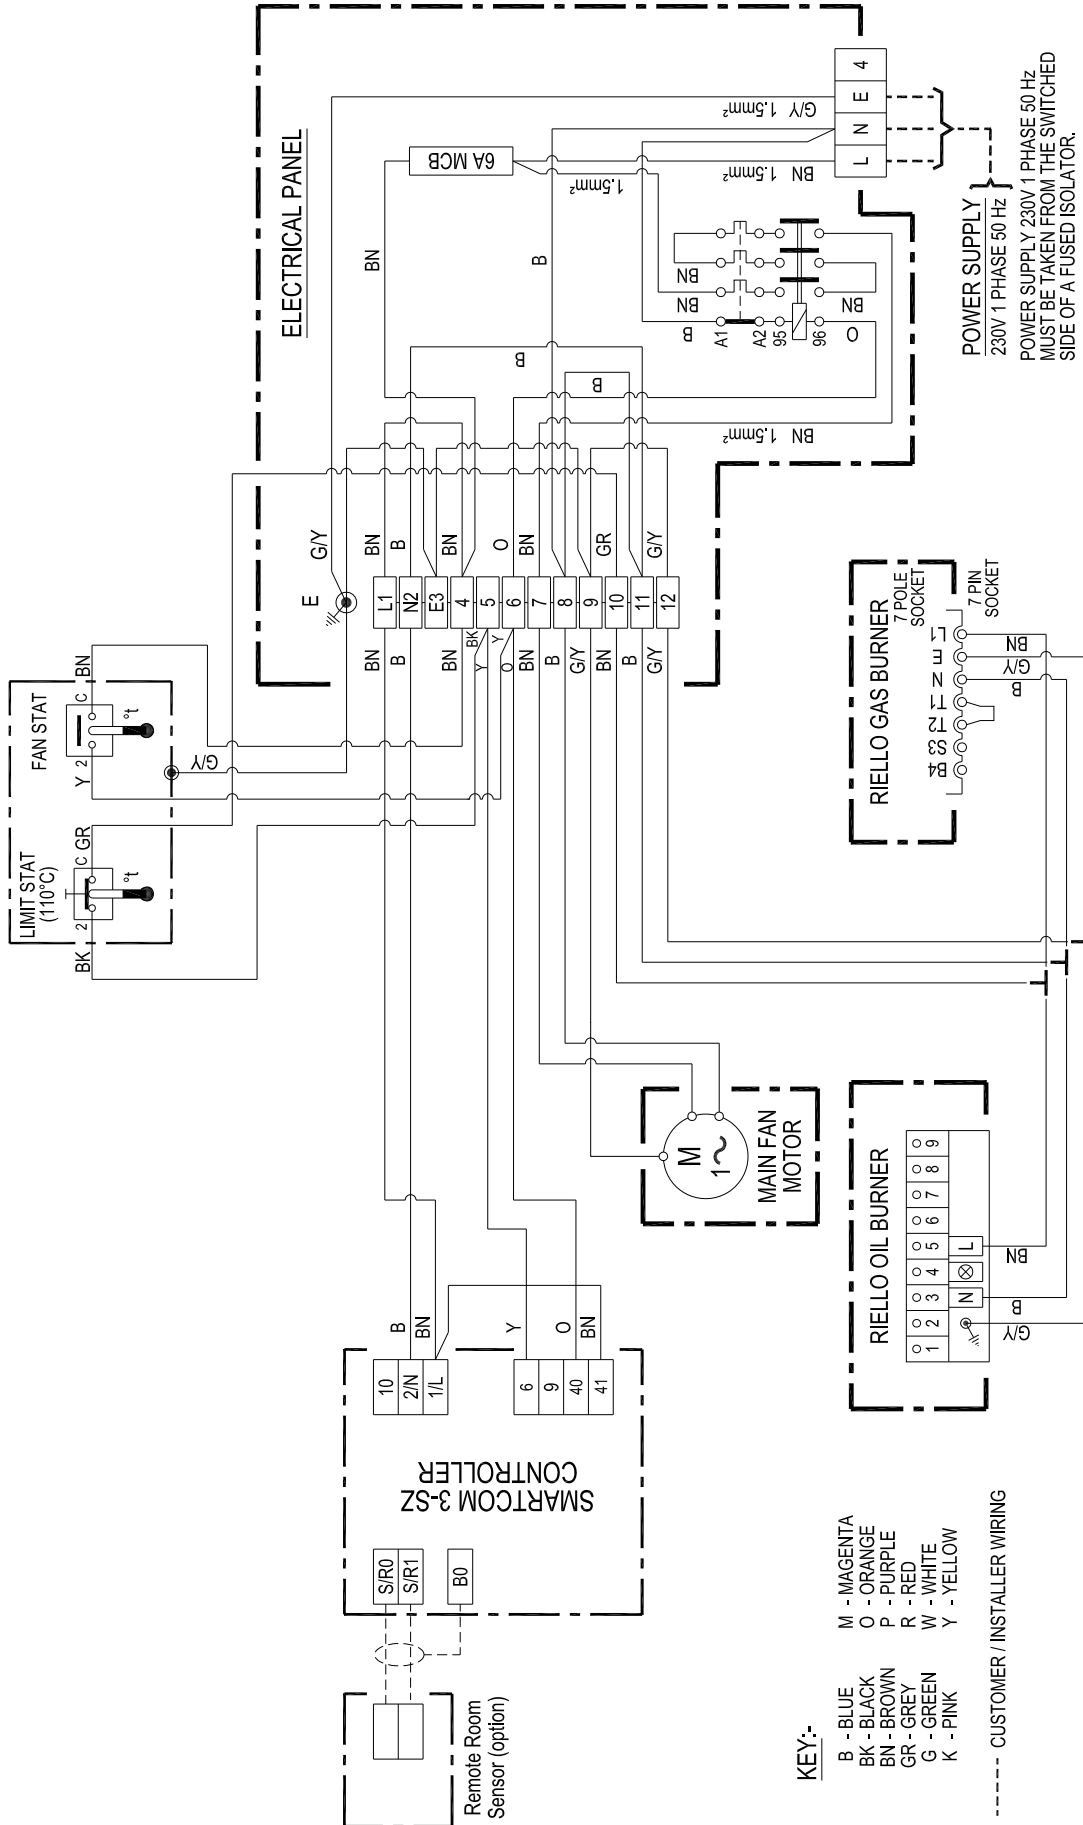 ELECTRICAL PANEL
LIMIT STAT
(110°C)
FAN STAT
BK
2
C
GR
Y
2
C
BN
°t
°t
G/Y
E
G/Y
L1
N2
E3
4
5
6
7
8
9
10
11
12
BN
B
BN
O
BN
GR
G/Y
BN
B
BN
BK
Y
Y
O
BN
B
G/Y
BN
B
G/Y
BN
6A MCB
B
B
B
G/Y 1.5mm²
BN 1.5mm²
1.5mm²
BN 1.5mm²
BN
BN
B
BN
O
A1
A2
95
96
L
N
E
4
POWER SUPPLY
230V 1 PHASE 50 Hz
POWER SUPPLY 230V 1 PHASE 50 Hz
MUST BE TAKEN FROM THE SWITCHED
SIDE OF A FUSED ISOLATOR.
RIELLO GAS BURNER
7 POLE
SOCKET
7 PIN
SOCKET
B4
S3
T2
T1
N
E
L1
BN
G/Y
B
RIELLO OIL BURNER
1
2
3
4
5
6
7
8
9
N
L
G/Y
B
BN
MAIN FAN
MOTOR
M
1~
SMARTCOM 3-SZ
CONTROLLER
10
2/N
1/L
B
BN
6
9
40
41
Y
O
BN
S/R0
S/R1
B0
Remote Room
Sensor (option)
KEY:-
B - BLUE
BK - BLACK
BN - BROWN
GR - GREY
G - GREEN
K - PINK
M - MAGENTA
O - ORANGE
P - PURPLE
R - RED
W - WHITE
Y - YELLOW
CUSTOMER / INSTALLER WIRING